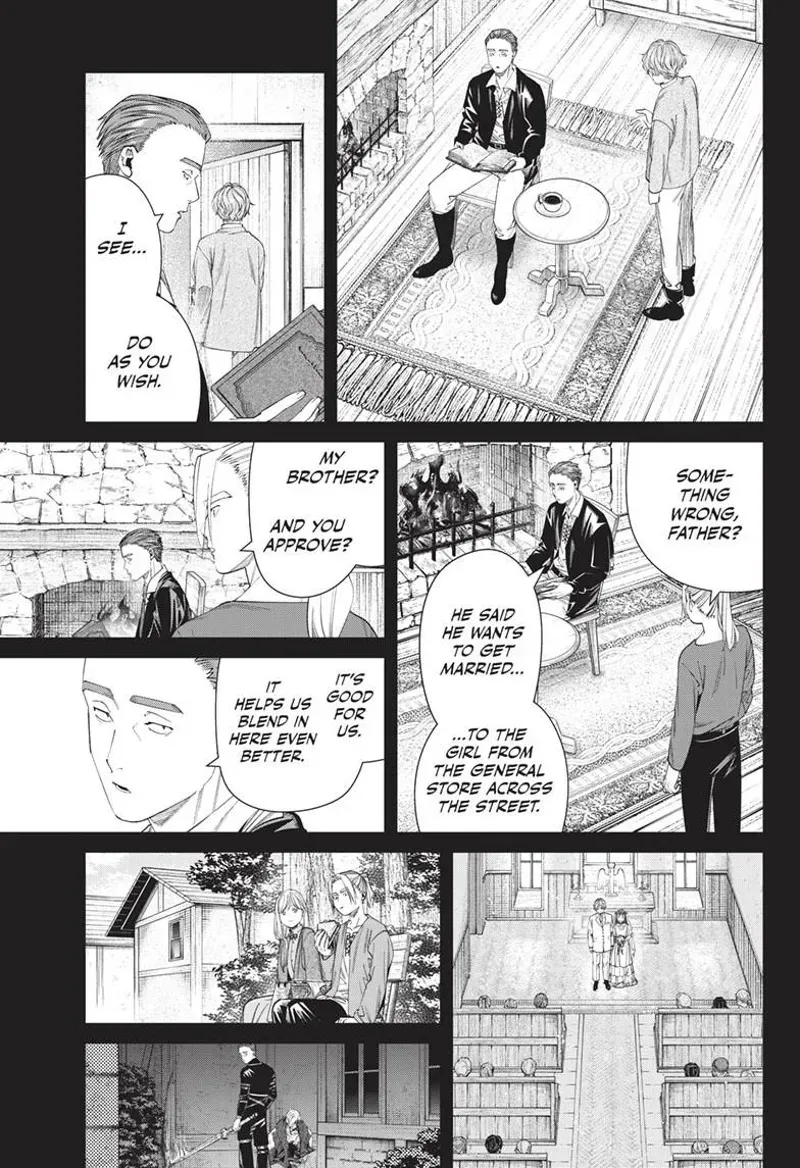 I
SEE...
DO
AS YOU
WISH.
SOME-
THING
WRONG,
FATHER?
HE SAID
HE WANTS
TO GET
MARRIED...
...TO THE
GIRL FROM
THE GENERAL
STORE ACROSS
THE STREET.
MY
BROTHER?
AND YOU
APPROVE?
IT'S
GOOD
FOR
US.
IT
HELPS US
BLEND IN
HERE EVEN
BETTER.